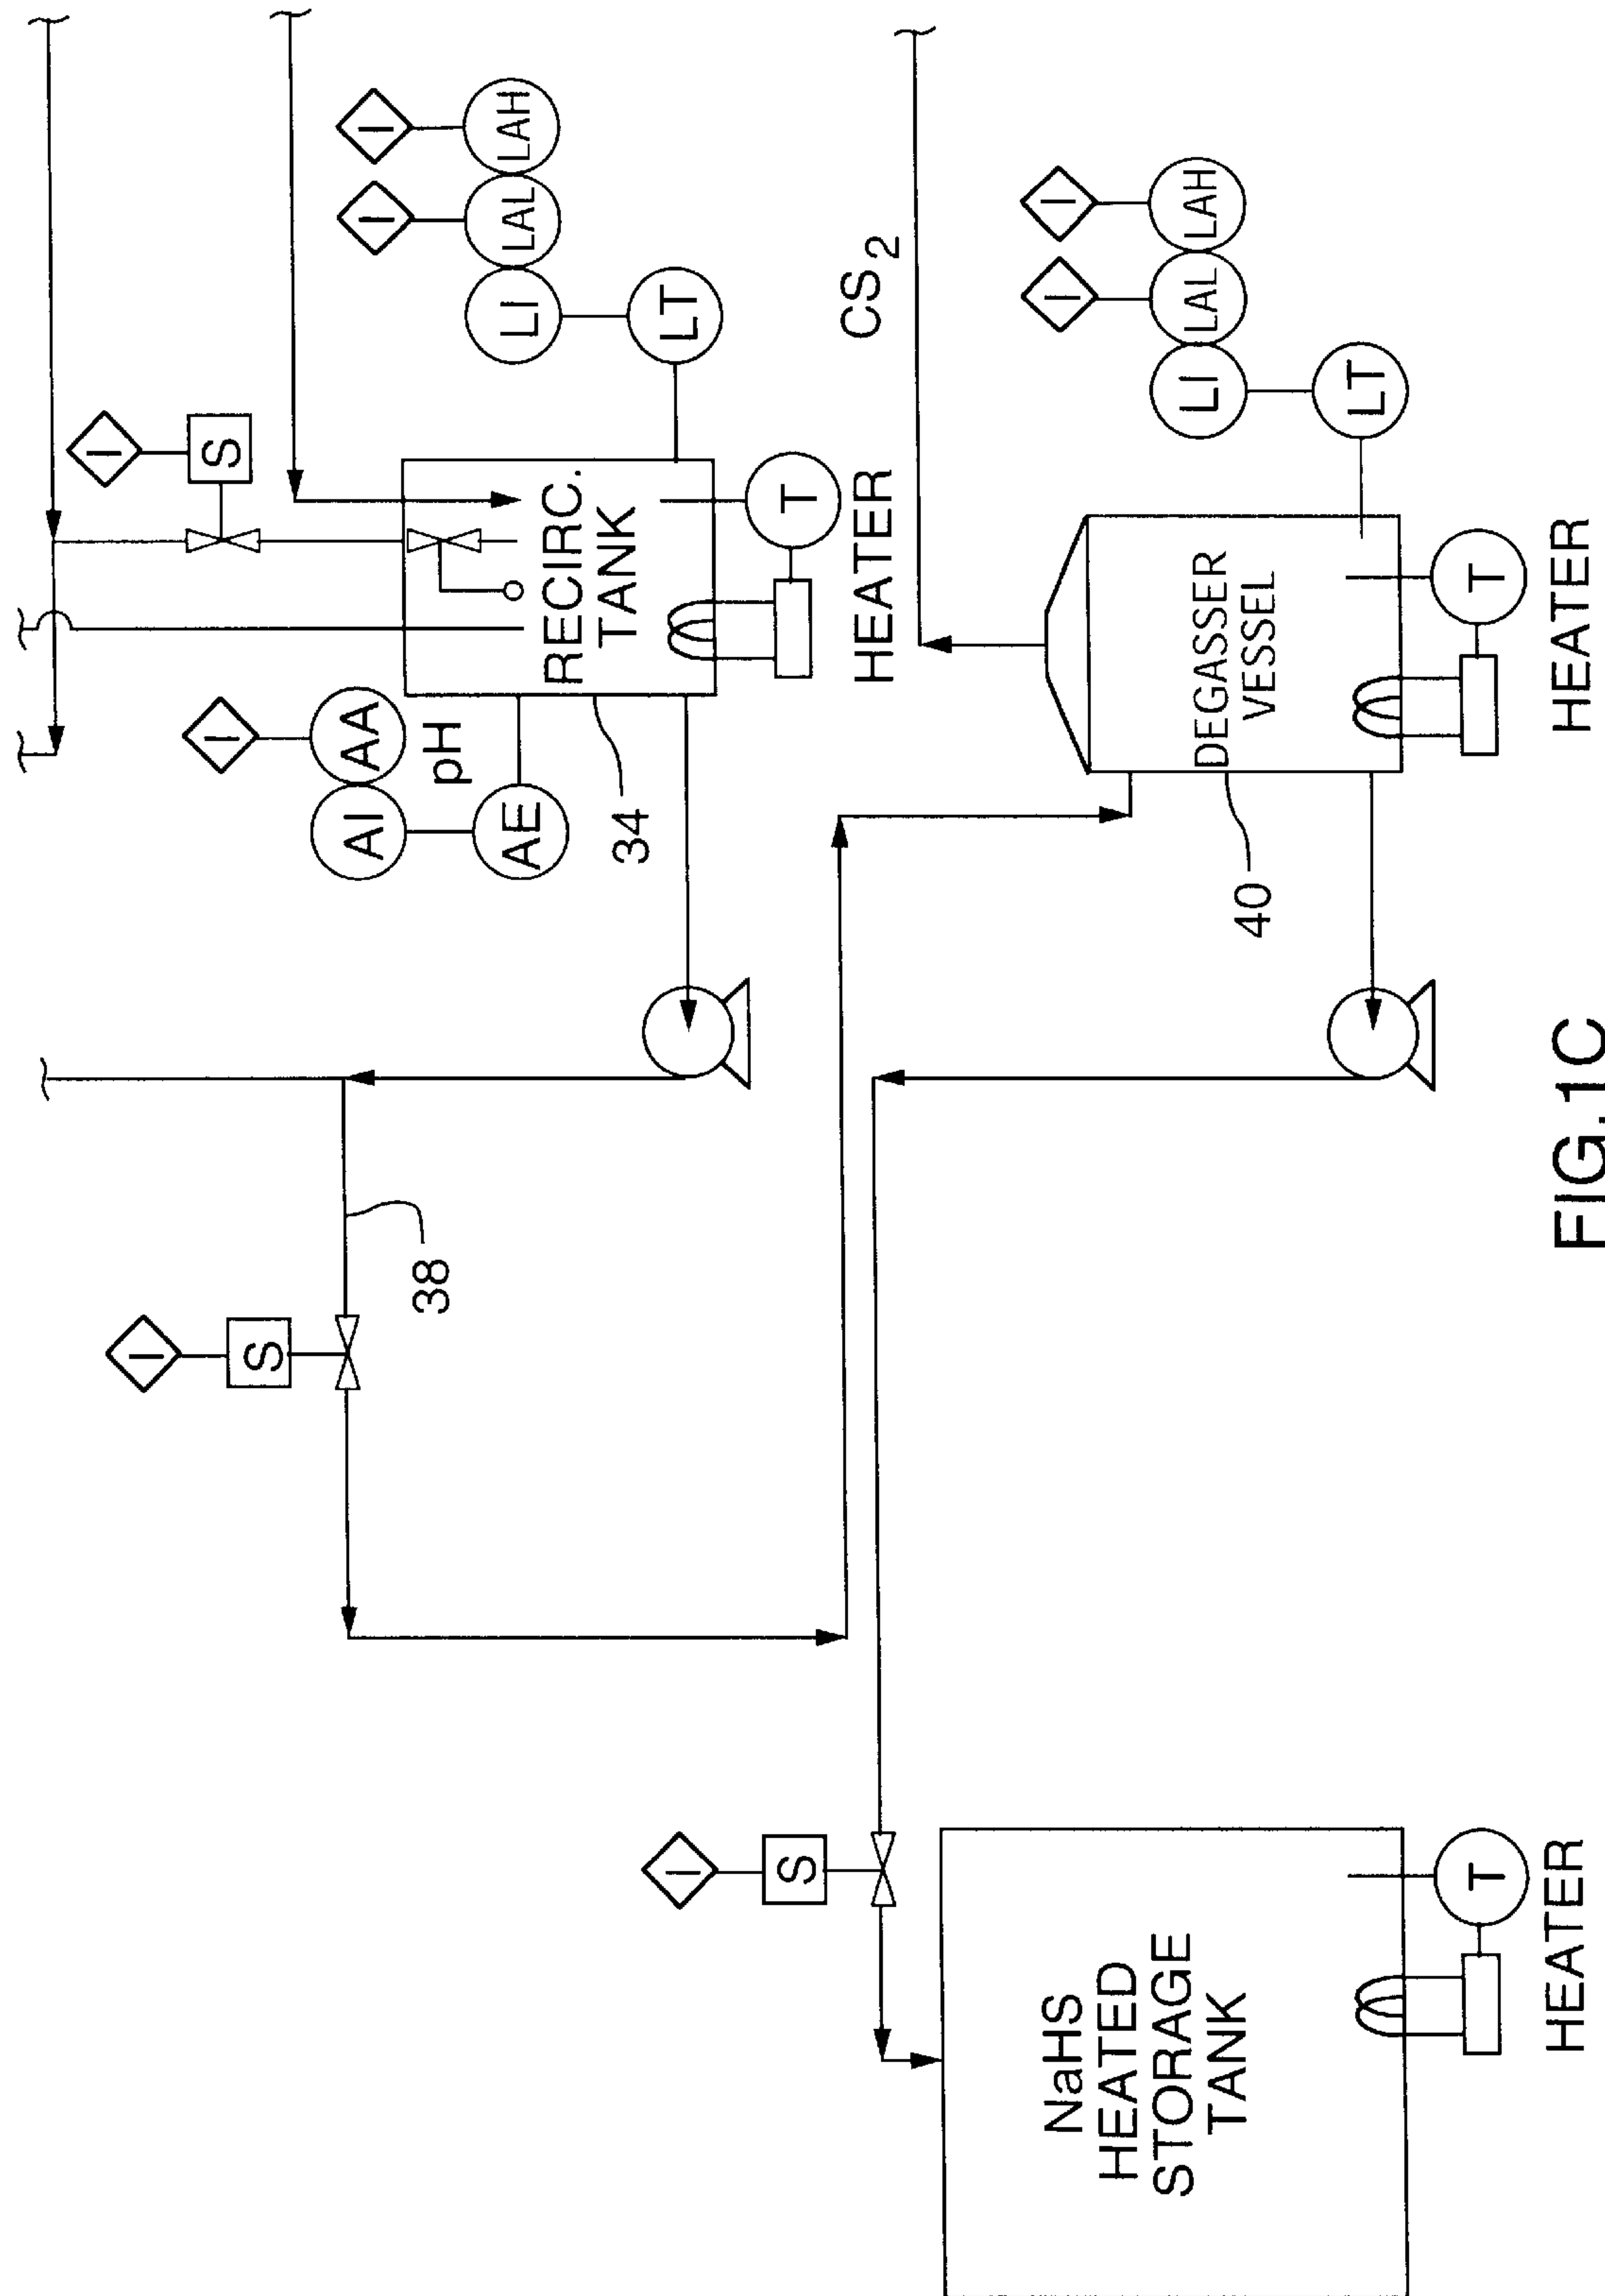 I
S
I
S
I
AI AA
pH
AE
I I
LI LAL LAH
LT
RECIRC.
TANK
34
38
T
HEATER
CS2
I
S
NaHS
HEATED
STORAGE
TANK
T
HEATER
I I
LI LAL LAH
LT
DEGASSER
VESSEL
40
T
HEATER
FIG.1C